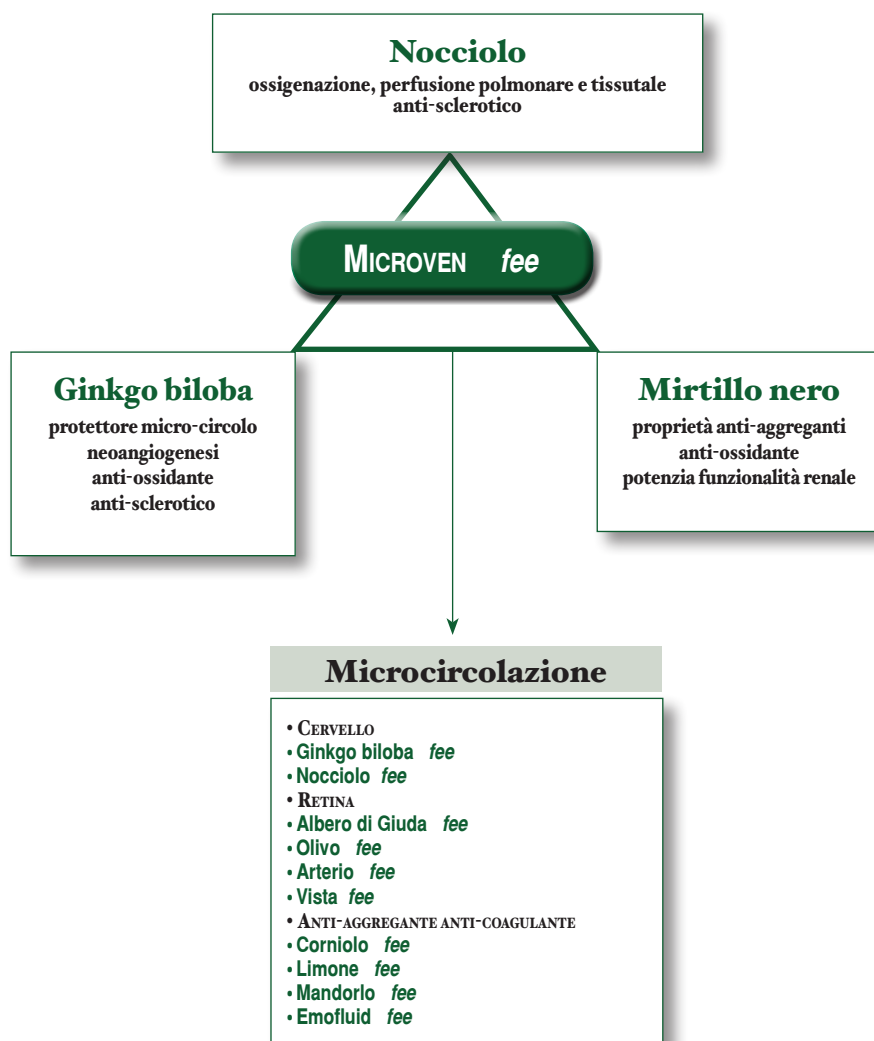 Nocciolo
ossigenazione, perfusione polmonare e tissutale
anti-sclerotico
MICROVEN fee
Ginkgo biloba
protettore micro-circolo
neoangiogenesi
anti-ossidante
anti-sclerotico
Mirtillo nero
proprietà anti-aggreganti
anti-ossidante
potenzia funzionalità renale
Microcircolazione
• CERVELLO
• Ginkgo biloba fee
• Nocciolo fee
• RETINA
• Albero di Giuda fee
• Olivo fee
• Arterio fee
• Vista fee
• ANTI-AGGREGANTE ANTI-COAGULANTE
• Corniolo fee
• Limone fee
• Mandorlo fee
• Emofluid fee